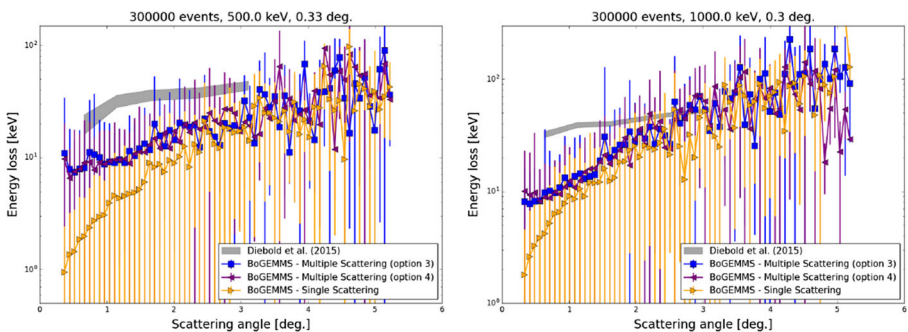 300000 events, 500.0 keV, 0.33 deg.
10²
10¹
10⁰
Energy loss [keV]
Diebold et al. (2015)
BoGEMMS - Multiple Scattering (option 3)
BoGEMMS - Multiple Scattering (option 4)
BoGEMMS - Single Scattering
0 1 2 3 4 5 6
Scattering angle [deg.]
300000 events, 1000.0 keV, 0.3 deg.
10²
10¹
10⁰
Energy loss [keV]
Diebold et al. (2015)
BoGEMMS - Multiple Scattering (option 3)
BoGEMMS - Multiple Scattering (option 4)
BoGEMMS - Single Scattering
0 1 2 3 4 5 6
Scattering angle [deg.]